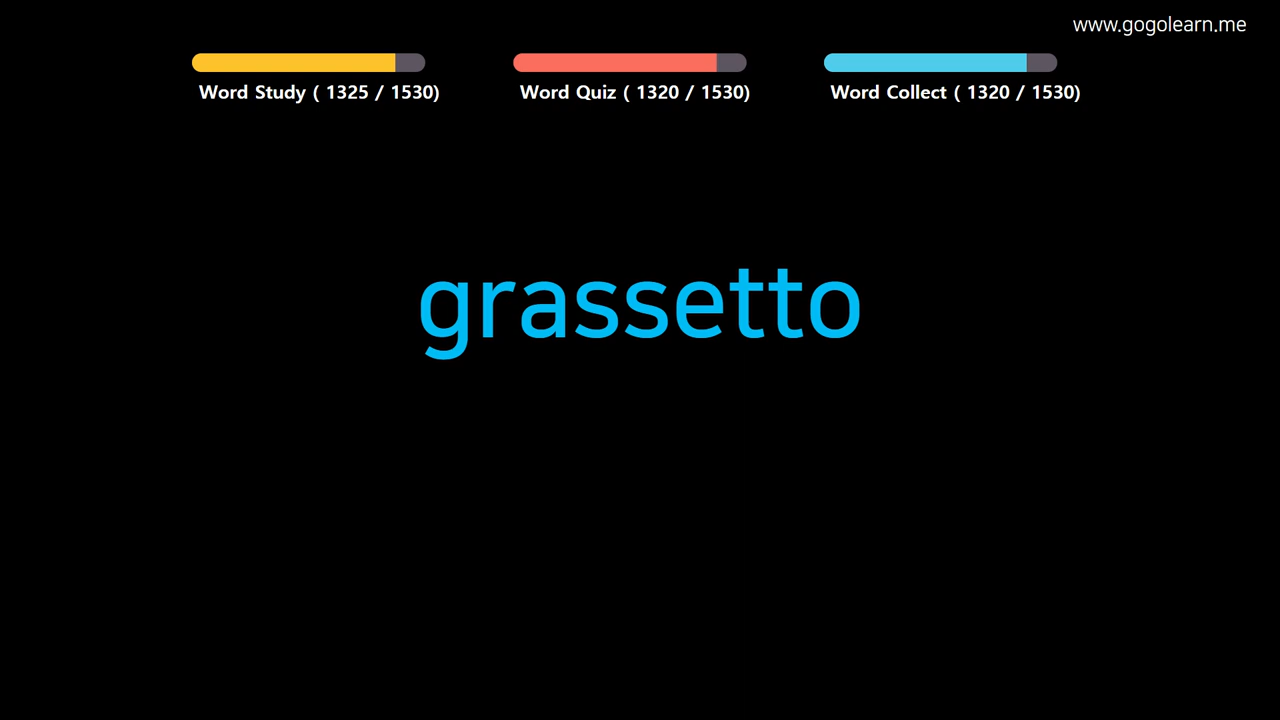 www.gogolearn.me
Word Study ( 1325 / 1530)
Word Quiz ( 1320 / 1530)
Word Collect ( 1320 / 1530)
grassetto